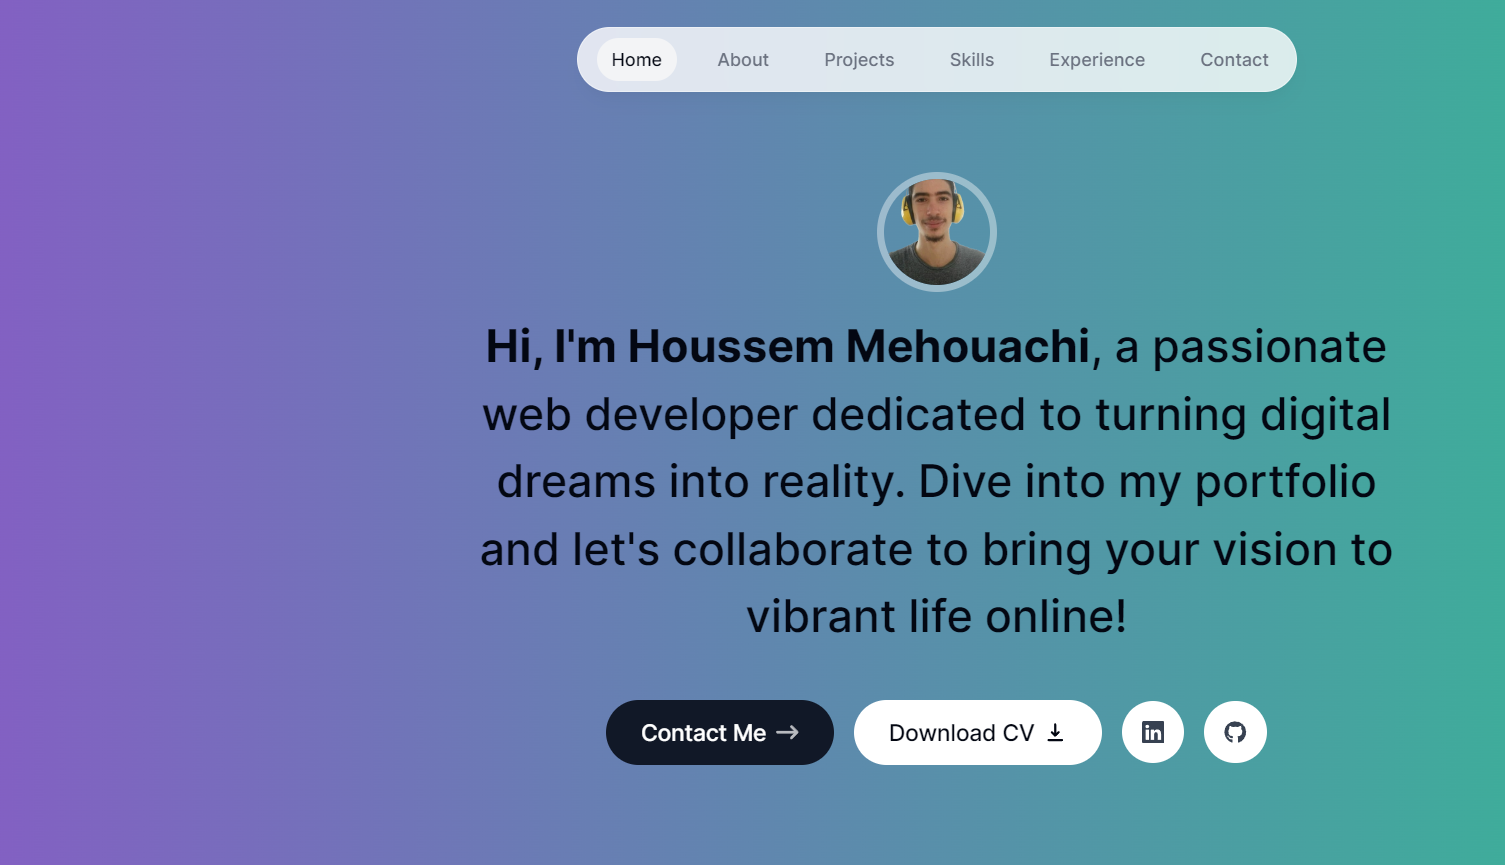 Home About Projects Skills Experience Contact
Hi, I'm Houssem Mehouachi, a passionate
web developer dedicated to turning digital
dreams into reality. Dive into my portfolio
and let's collaborate to bring your vision to
vibrant life online!
Contact Me Download CV in